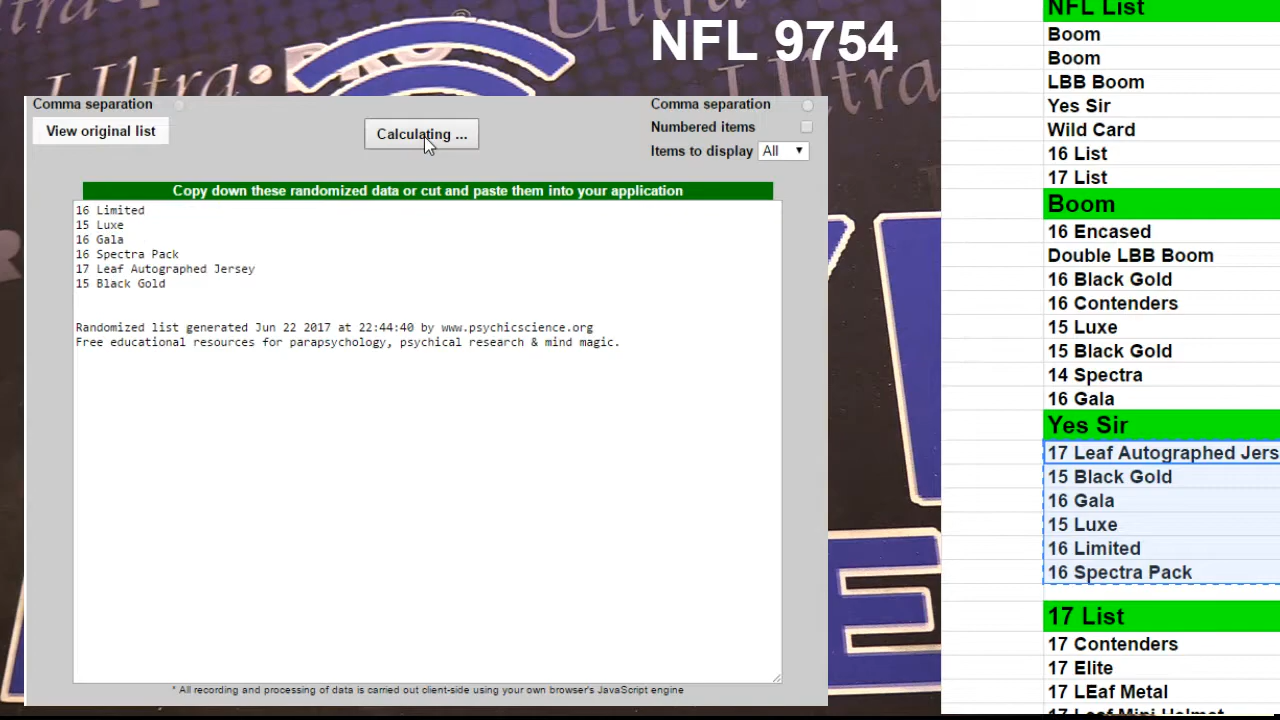 NFL 9754
Comma separation
View original list
Calculating ...
Comma separation
Numbered items
Items to display All
Copy down these randomized data or cut and paste them into your application
16 Limited
15 Luxe
16 Gala
16 Spectra Pack
17 Leaf Autographed Jersey
15 Black Gold
Randomized list generated Jun 22 2017 at 22:44:40 by www.psychicscience.org
Free educational resources for parapsychology, psychical research & mind magic.
* All recording and processing of data is carried out client-side using your own browser's JavaScript engine
NFL List
Boom
Boom
LBB Boom
Yes Sir
Wild Card
16 List
17 List
Boom
16 Encased
Double LBB Boom
16 Black Gold
16 Contenders
15 Luxe
15 Black Gold
14 Spectra
16 Gala
Yes Sir
17 Leaf Autographed Jers
15 Black Gold
16 Gala
15 Luxe
16 Limited
16 Spectra Pack
17 List
17 Contenders
17 Elite
17 LEaf Metal
17 Leaf Mini Helmet
Ultra PRO